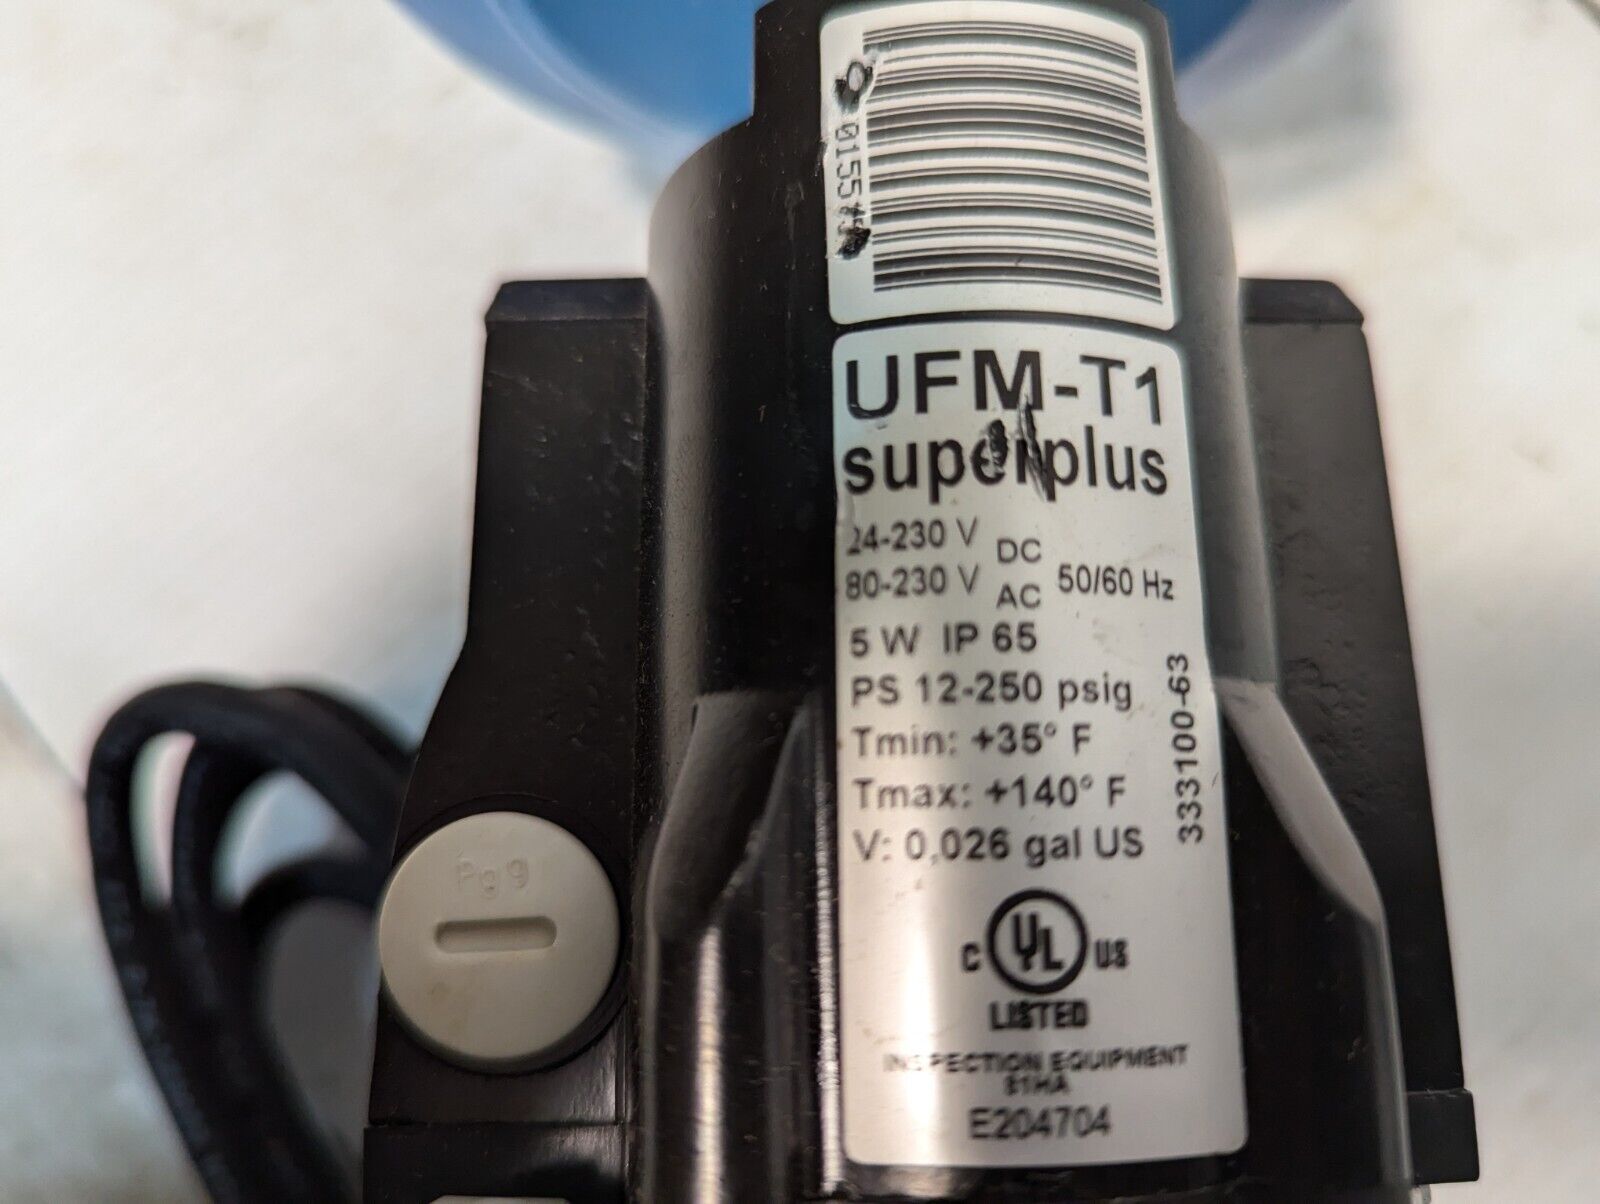 UFM-T1
superplus
24-230 V DC
80-230 V AC 50/60 Hz
5 W IP 65
PS 12-250 psig
Tmin: +35° F
Tmax: +140° F
V: 0,026 gal US
333100-63
C UL US
LISTED
INSPECTION EQUIPMENT
81HA
E204704
Pg 9